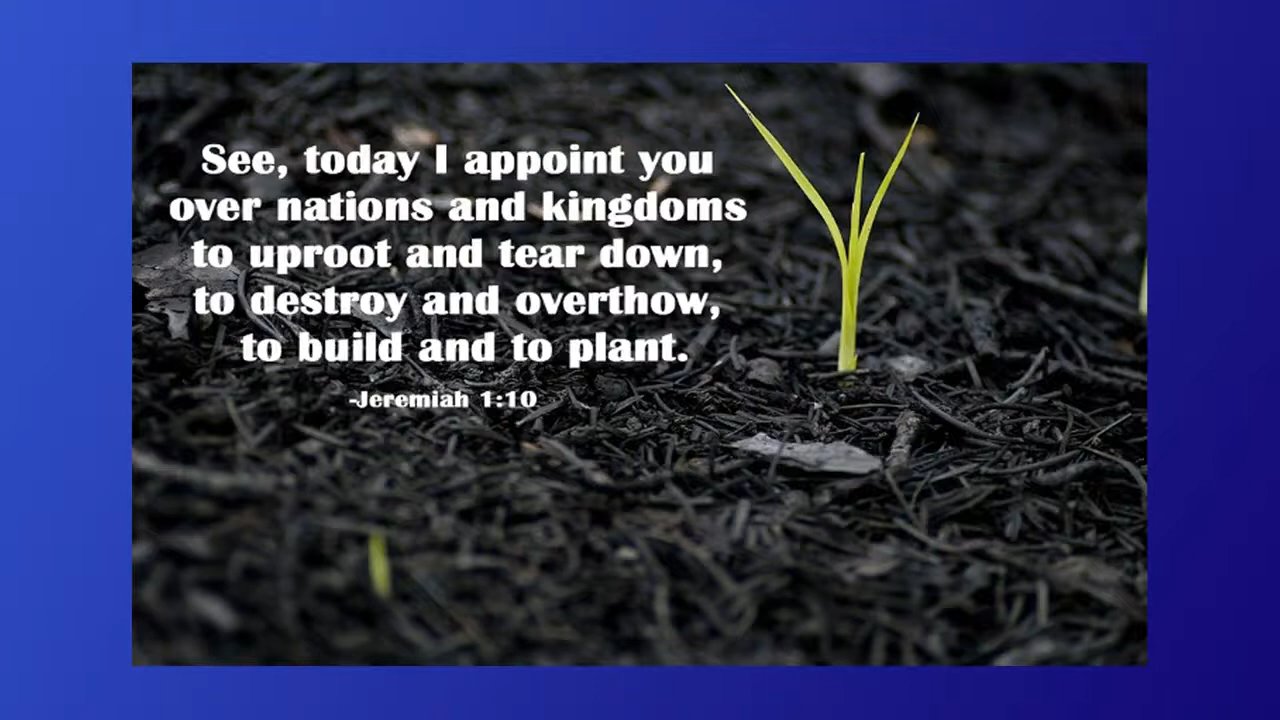 See, today I appoint you
over nations and kingdoms
to uproot and tear down,
to destroy and overthow,
to build and to plant.
-Jeremiah 1:10